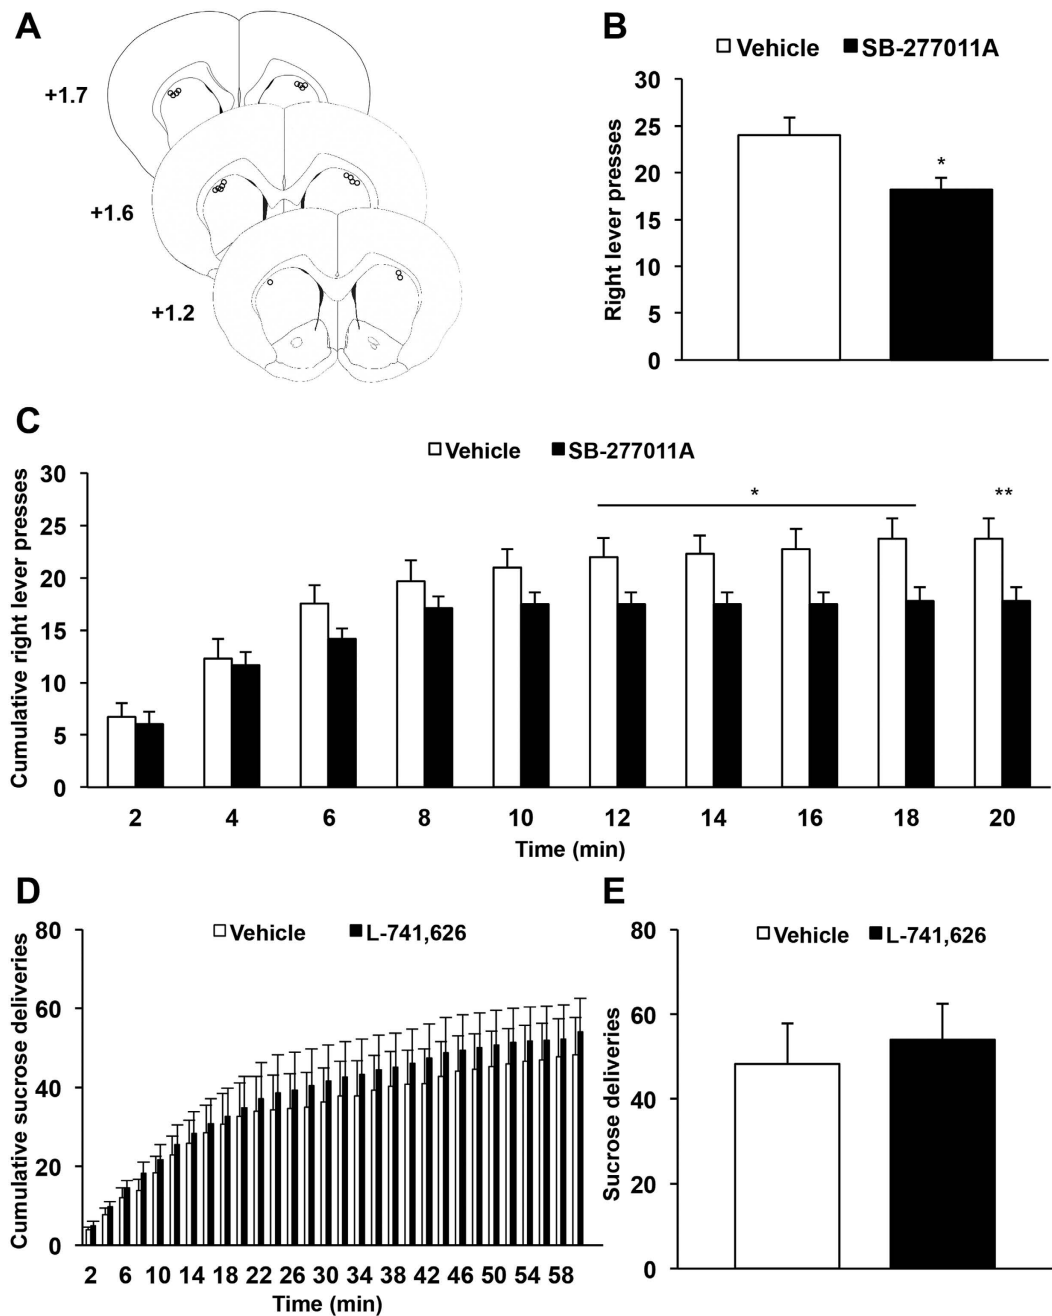 A
+1.7
+1.6
+1.2
B
Vehicle SB-277011A
Right lever presses
30
25
20
15
10
5
0
*
C
Vehicle SB-277011A
Cumulative right lever presses
30
25
20
15
10
5
0
* **
2 4 6 8 10 12 14 16 18 20
Time (min)
D
Vehicle L-741,626
Cumulative sucrose deliveries
80
60
40
20
0
2 6 10 14 18 22 26 30 34 38 42 46 50 54 58
Time (min)
E
Vehicle L-741,626
Sucrose deliveries
80
60
40
20
0